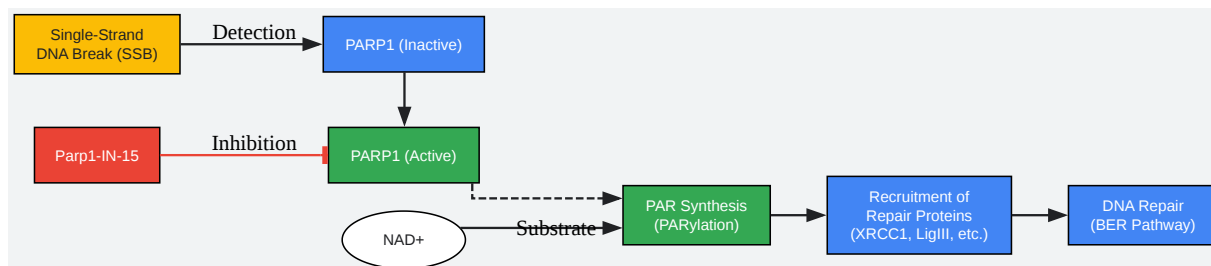 Single-Strand
DNA Break (SSB)
Detection
PARP1 (Inactive)
Parp1-IN-15
Inhibition
PARP1 (Active)
NAD+
Substrate
PAR Synthesis
(PARylation)
Recruitment of
Repair Proteins
(XRCC1, LigIII, etc.)
DNA Repair
(BER Pathway)